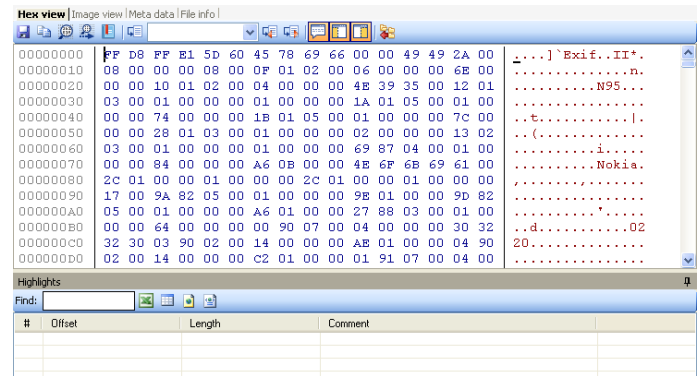 Hex view Image view Meta data File info
00000000 FF D8 FF E1 5D 60 45 78 69 66 00 00 49 49 2A 00 ....]`Exif..II*.
00000010 08 00 00 00 08 00 0F 01 02 00 06 00 00 00 6E 00 ..............n.
00000020 00 00 10 01 02 00 04 00 00 00 4E 39 35 00 12 01 ..........N95...
00000030 03 00 01 00 00 00 01 00 00 00 1A 01 05 00 01 00 ................
00000040 00 00 74 00 00 00 1B 01 05 00 01 00 00 00 7C 00 ..t...........|.
00000050 00 00 28 01 03 00 01 00 00 00 02 00 00 00 13 02 ..(.............
00000060 03 00 01 00 00 00 01 00 00 00 69 87 04 00 01 00 ..........i.....
00000070 00 00 84 00 00 00 A6 0B 00 00 4E 6F 6B 69 61 00 ..........Nokia.
00000080 2C 01 00 00 01 00 00 00 2C 01 00 00 01 00 00 00 ,.......,.......
00000090 17 00 9A 82 05 00 01 00 00 00 9E 01 00 00 9D 82 ................
000000A0 05 00 01 00 00 00 A6 01 00 00 27 88 03 00 01 00 ..........'.....
000000B0 00 00 64 00 00 00 00 90 07 00 04 00 00 00 30 32 ..d...........02
000000C0 32 30 03 90 02 00 14 00 00 00 AE 01 00 00 04 90 20..............
000000D0 02 00 14 00 00 00 C2 01 00 00 01 91 07 00 04 00 ................
Highlights
Find:
# Offset Length Comment